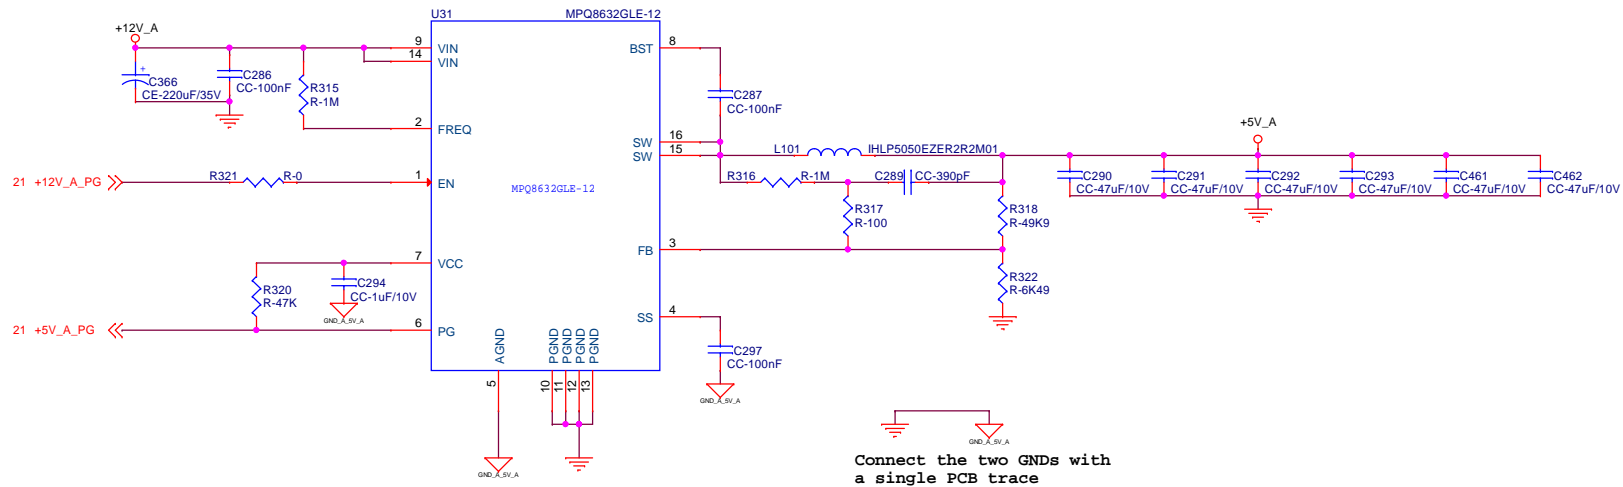 U31
MPQ8632GLE-12
+12V_A
9
VIN
14
VIN
BST
8
+
C366
CE-220uF/35V
C286
CC-100nF
R315
R-1M
C287
CC-100nF
2
FREQ
+5V_A
SW
16
SW
15
L101
IHLP5050EZER2R2M01
21
+12V_A_PG
R321
R-0
1
EN
MPQ8632GLE-12
R316
R-1M
C289
CC-390pF
C290
CC-47uF/10V
C291
CC-47uF/10V
C292
CC-47uF/10V
C293
CC-47uF/10V
C461
CC-47uF/10V
C462
CC-47uF/10V
R317
R-100
R318
R-49K9
FB
3
7
VCC
R320
R-47K
C294
CC-1uF/10V
GND_A_5V_A
R322
R-6K49
SS
4
21
+5V_A_PG
6
PG
C297
CC-100nF
GND_A_5V_A
AGND
PGND
PGND
PGND
PGND
5
10
11
12
13
GND_A_5V_A
GND_A_5V_A
Connect the two GNDs with
a single PCB trace